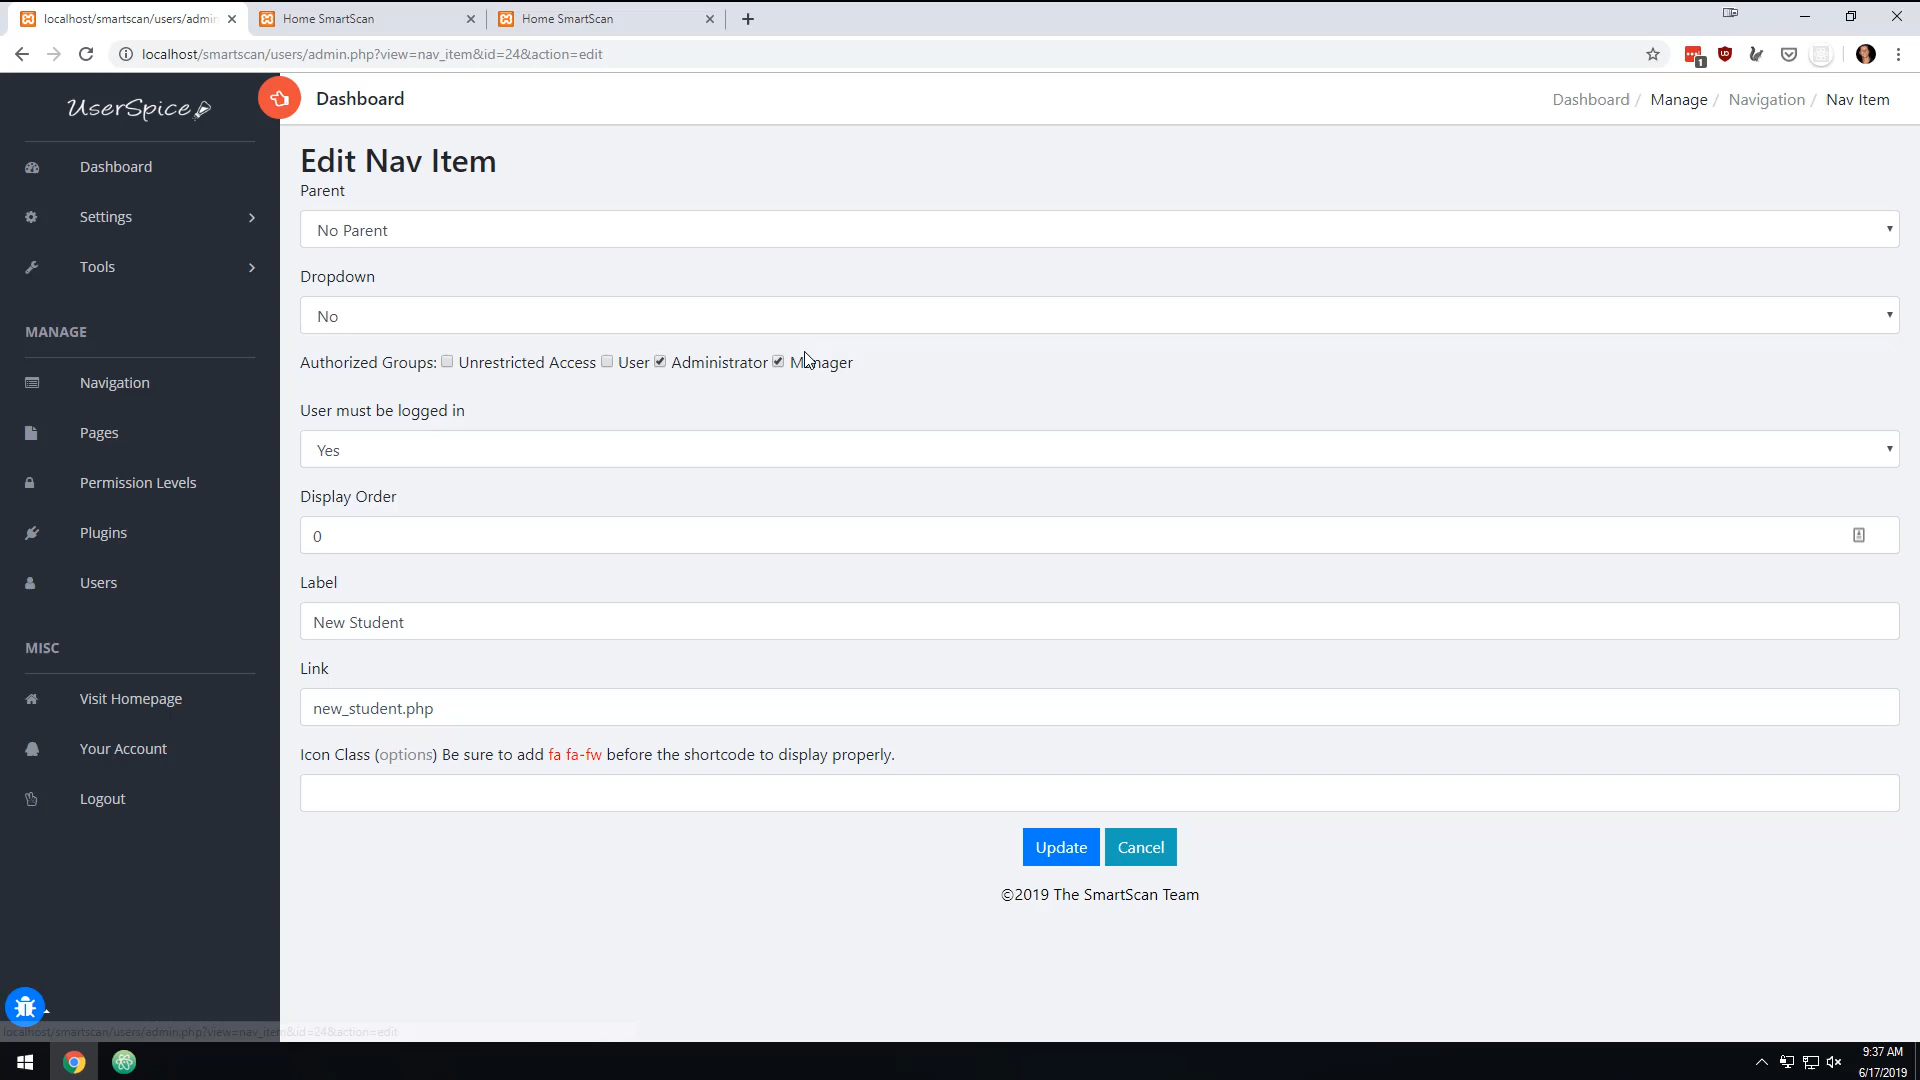 localhost/smartscan/users/admin
Home SmartScan
Home SmartScan
localhost/smartscan/users/admin.php?view=nav_item&id=24&action=edit
1
UserSpice
Dashboard
Dashboard / Manage / Navigation / Nav Item
Dashboard
Settings
Tools
MANAGE
Navigation
Pages
Permission Levels
Plugins
Users
MISC
Visit Homepage
Your Account
Logout
Edit Nav Item
Parent
No Parent
Dropdown
No
Authorized Groups: Unrestricted Access User Administrator Manager
User must be logged in
Yes
Display Order
0
Label
New Student
Link
new_student.php
Icon Class (options) Be sure to add fa fa-fw before the shortcode to display properly.
Update Cancel
©2019 The SmartScan Team
localhost/smartscan/users/admin.php?view=nav_item&id=24&action=edit
9:37 AM
6/17/2019